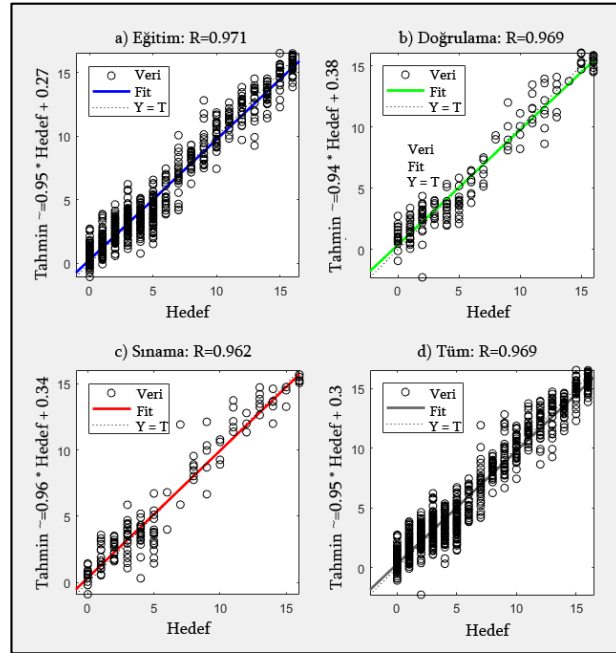 a) Eğitim: R=0.971
Tahmin ~=0.95 * Hedef + 0.27
15
10
5
0
Veri
Fit
Y = T
0
5
10
15
Hedef
b) Doğrulama: R=0.969
Tahmin ~=0.94 * Hedef + 0.38
15
10
5
0
Veri
Fit
Y = T
Veri
Fit
Y = T
0
5
10
15
Hedef
c) Sınama: R=0.962
Tahmin ~=0.96 * Hedef + 0.34
15
10
5
0
Veri
Fit
Y = T
0
5
10
15
Hedef
d) Tüm: R=0.969
Tahmin ~=0.95 * Hedef + 0.3
15
10
5
0
Veri
Fit
Y = T
0
5
10
15
Hedef